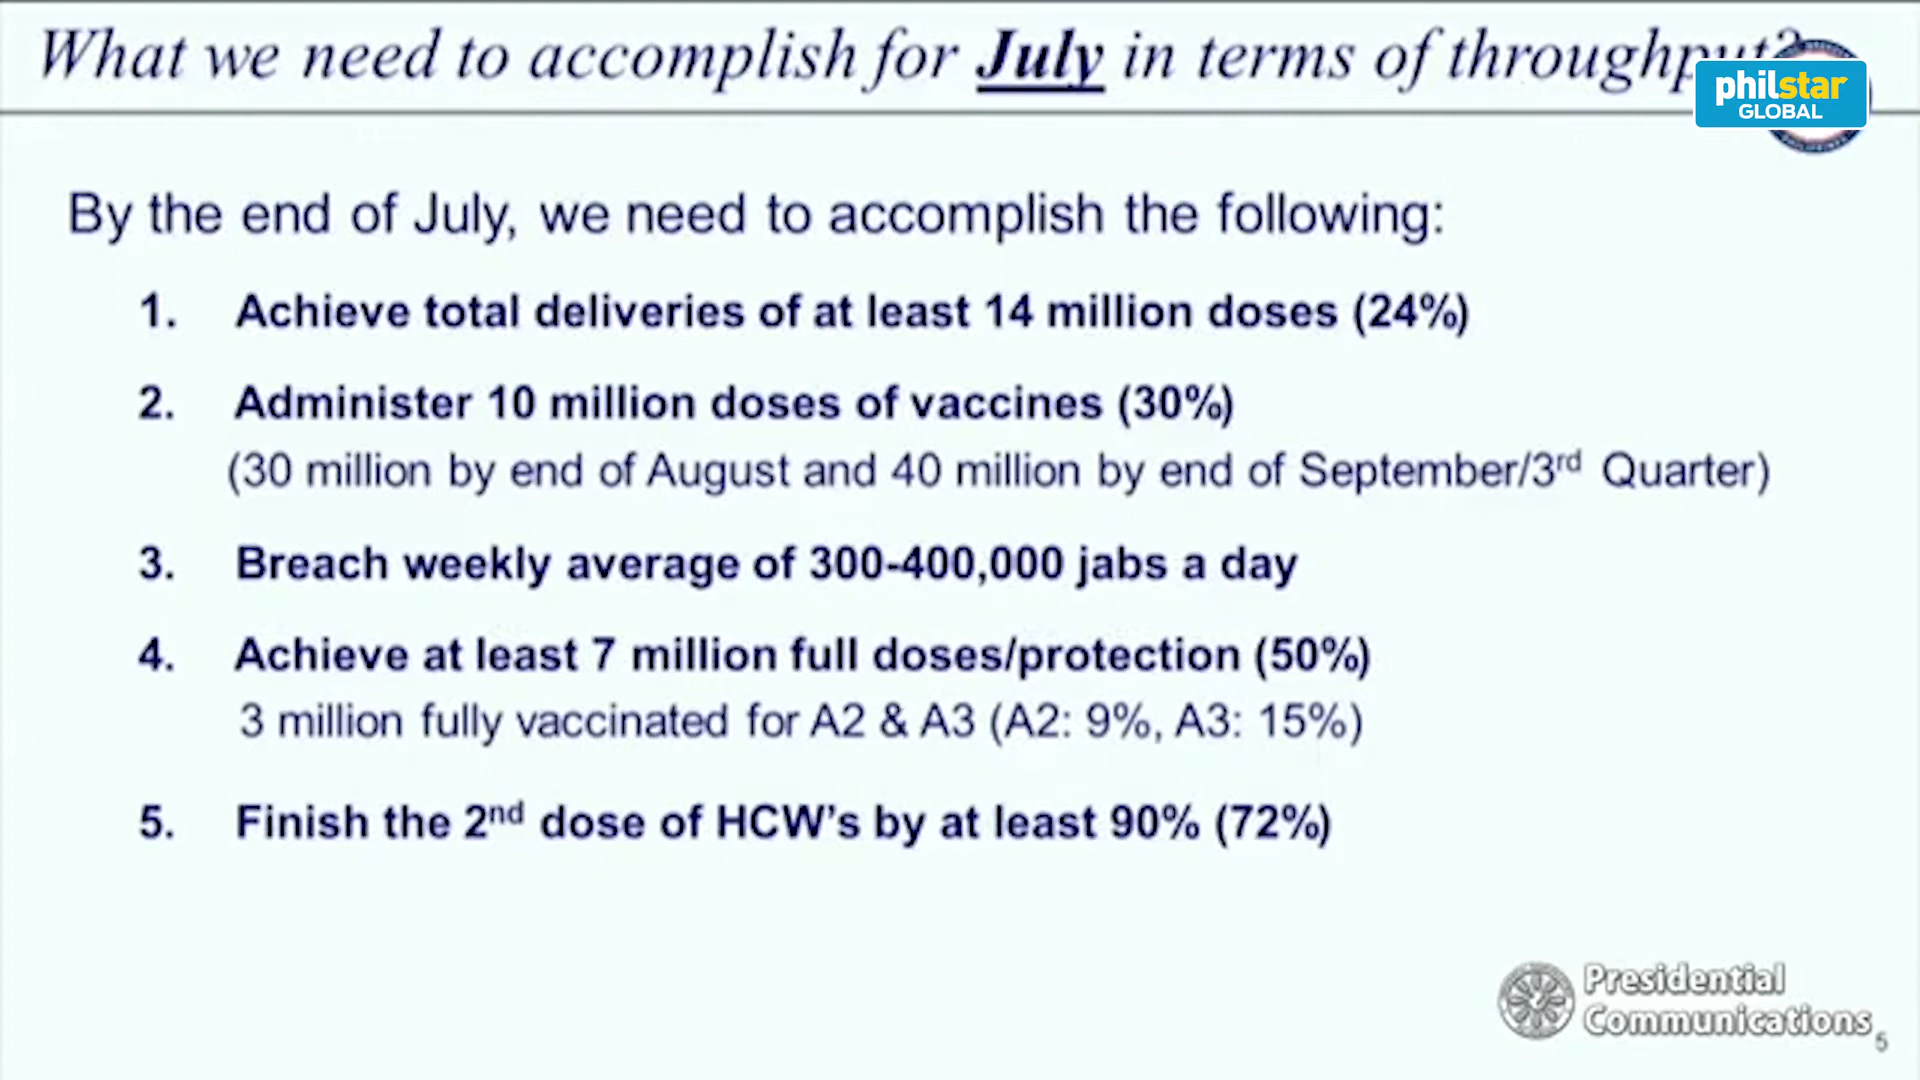 What we need to accomplish for July in terms of throughput?
philstar
GLOBAL
By the end of July, we need to accomplish the following:
1. Achieve total deliveries of at least 14 million doses (24%)
2. Administer 10 million doses of vaccines (30%)
(30 million by end of August and 40 million by end of September/3rd Quarter)
3. Breach weekly average of 300-400,000 jabs a day
4. Achieve at least 7 million full doses/protection (50%)
3 million fully vaccinated for A2 & A3 (A2: 9%, A3: 15%)
5. Finish the 2nd dose of HCW's by at least 90% (72%)
Presidential
Communications
5